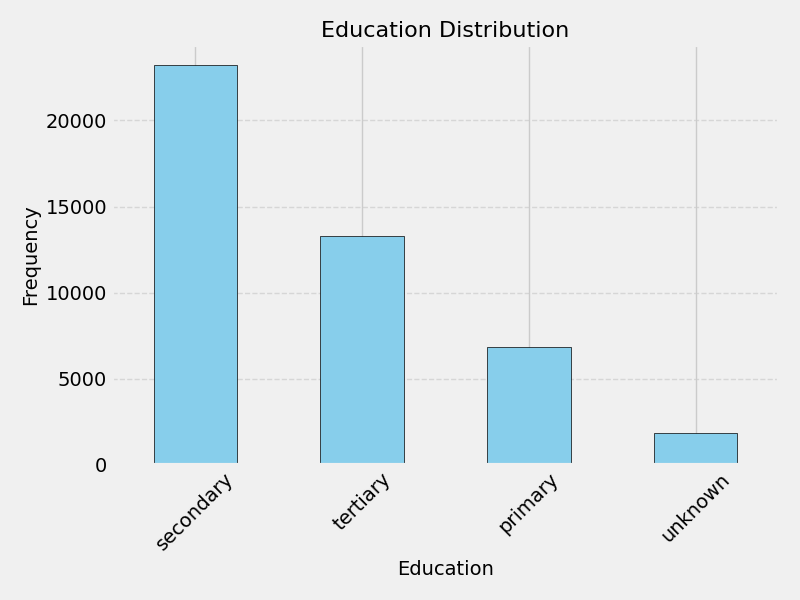 Education Distribution
Frequency
20000
15000
10000
5000
0
secondary
tertiary
primary
unknown
Education